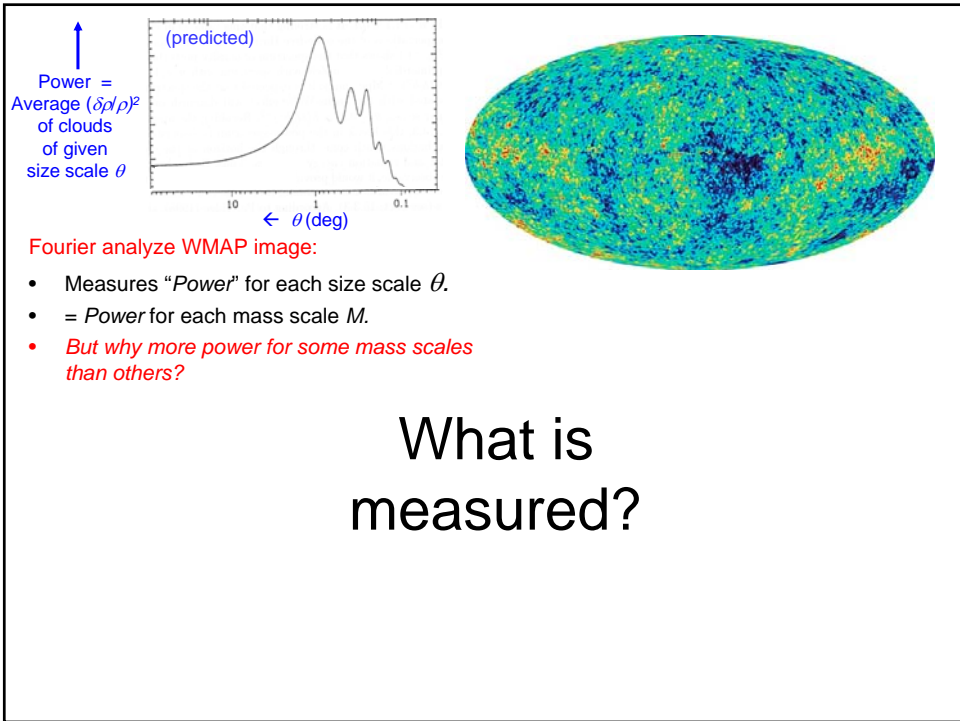 (predicted)
Power =
Average (δρ/ρ)²
of clouds
of given
size scale θ
10 1 0.1
← θ (deg)
Fourier analyze WMAP image:
• Measures “Power” for each size scale θ.
• = Power for each mass scale M.
• But why more power for some mass scales
than others?
What is
measured?